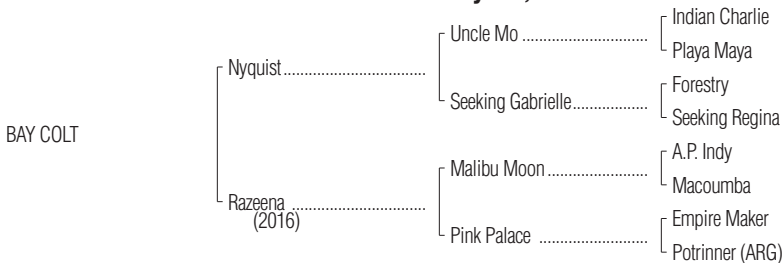 Indian Charlie
Uncle Mo ..............................
Playa Maya
Nyquist..................................
Forestry
Seeking Gabrielle..................
Seeking Regina
BAY COLT
A.P. Indy
Malibu Moon ........................
Macoumba
Razeena ................................
(2016)
Empire Maker
Pink Palace ..........................
Potrinner (ARG)